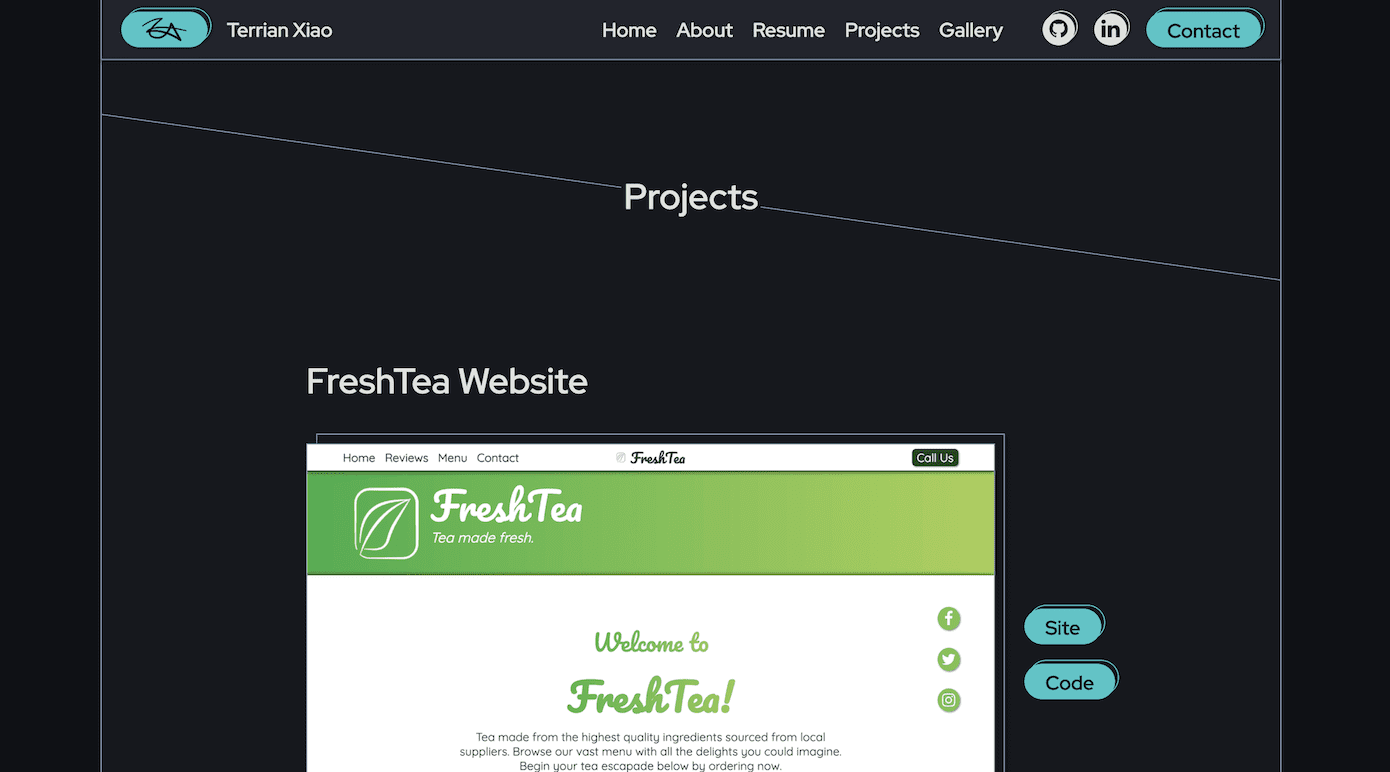 Terrian Xiao Home About Resume Projects Gallery Contact
Projects
FreshTea Website
Home Reviews Menu Contact FreshTea Call Us
FreshTea
Tea made fresh.
Welcome to
FreshTea!
Tea made from the highest quality ingredients sourced from local
suppliers. Browse our vast menu with all the delights you could imagine.
Begin your tea escapade below by ordering now.
Site
Code